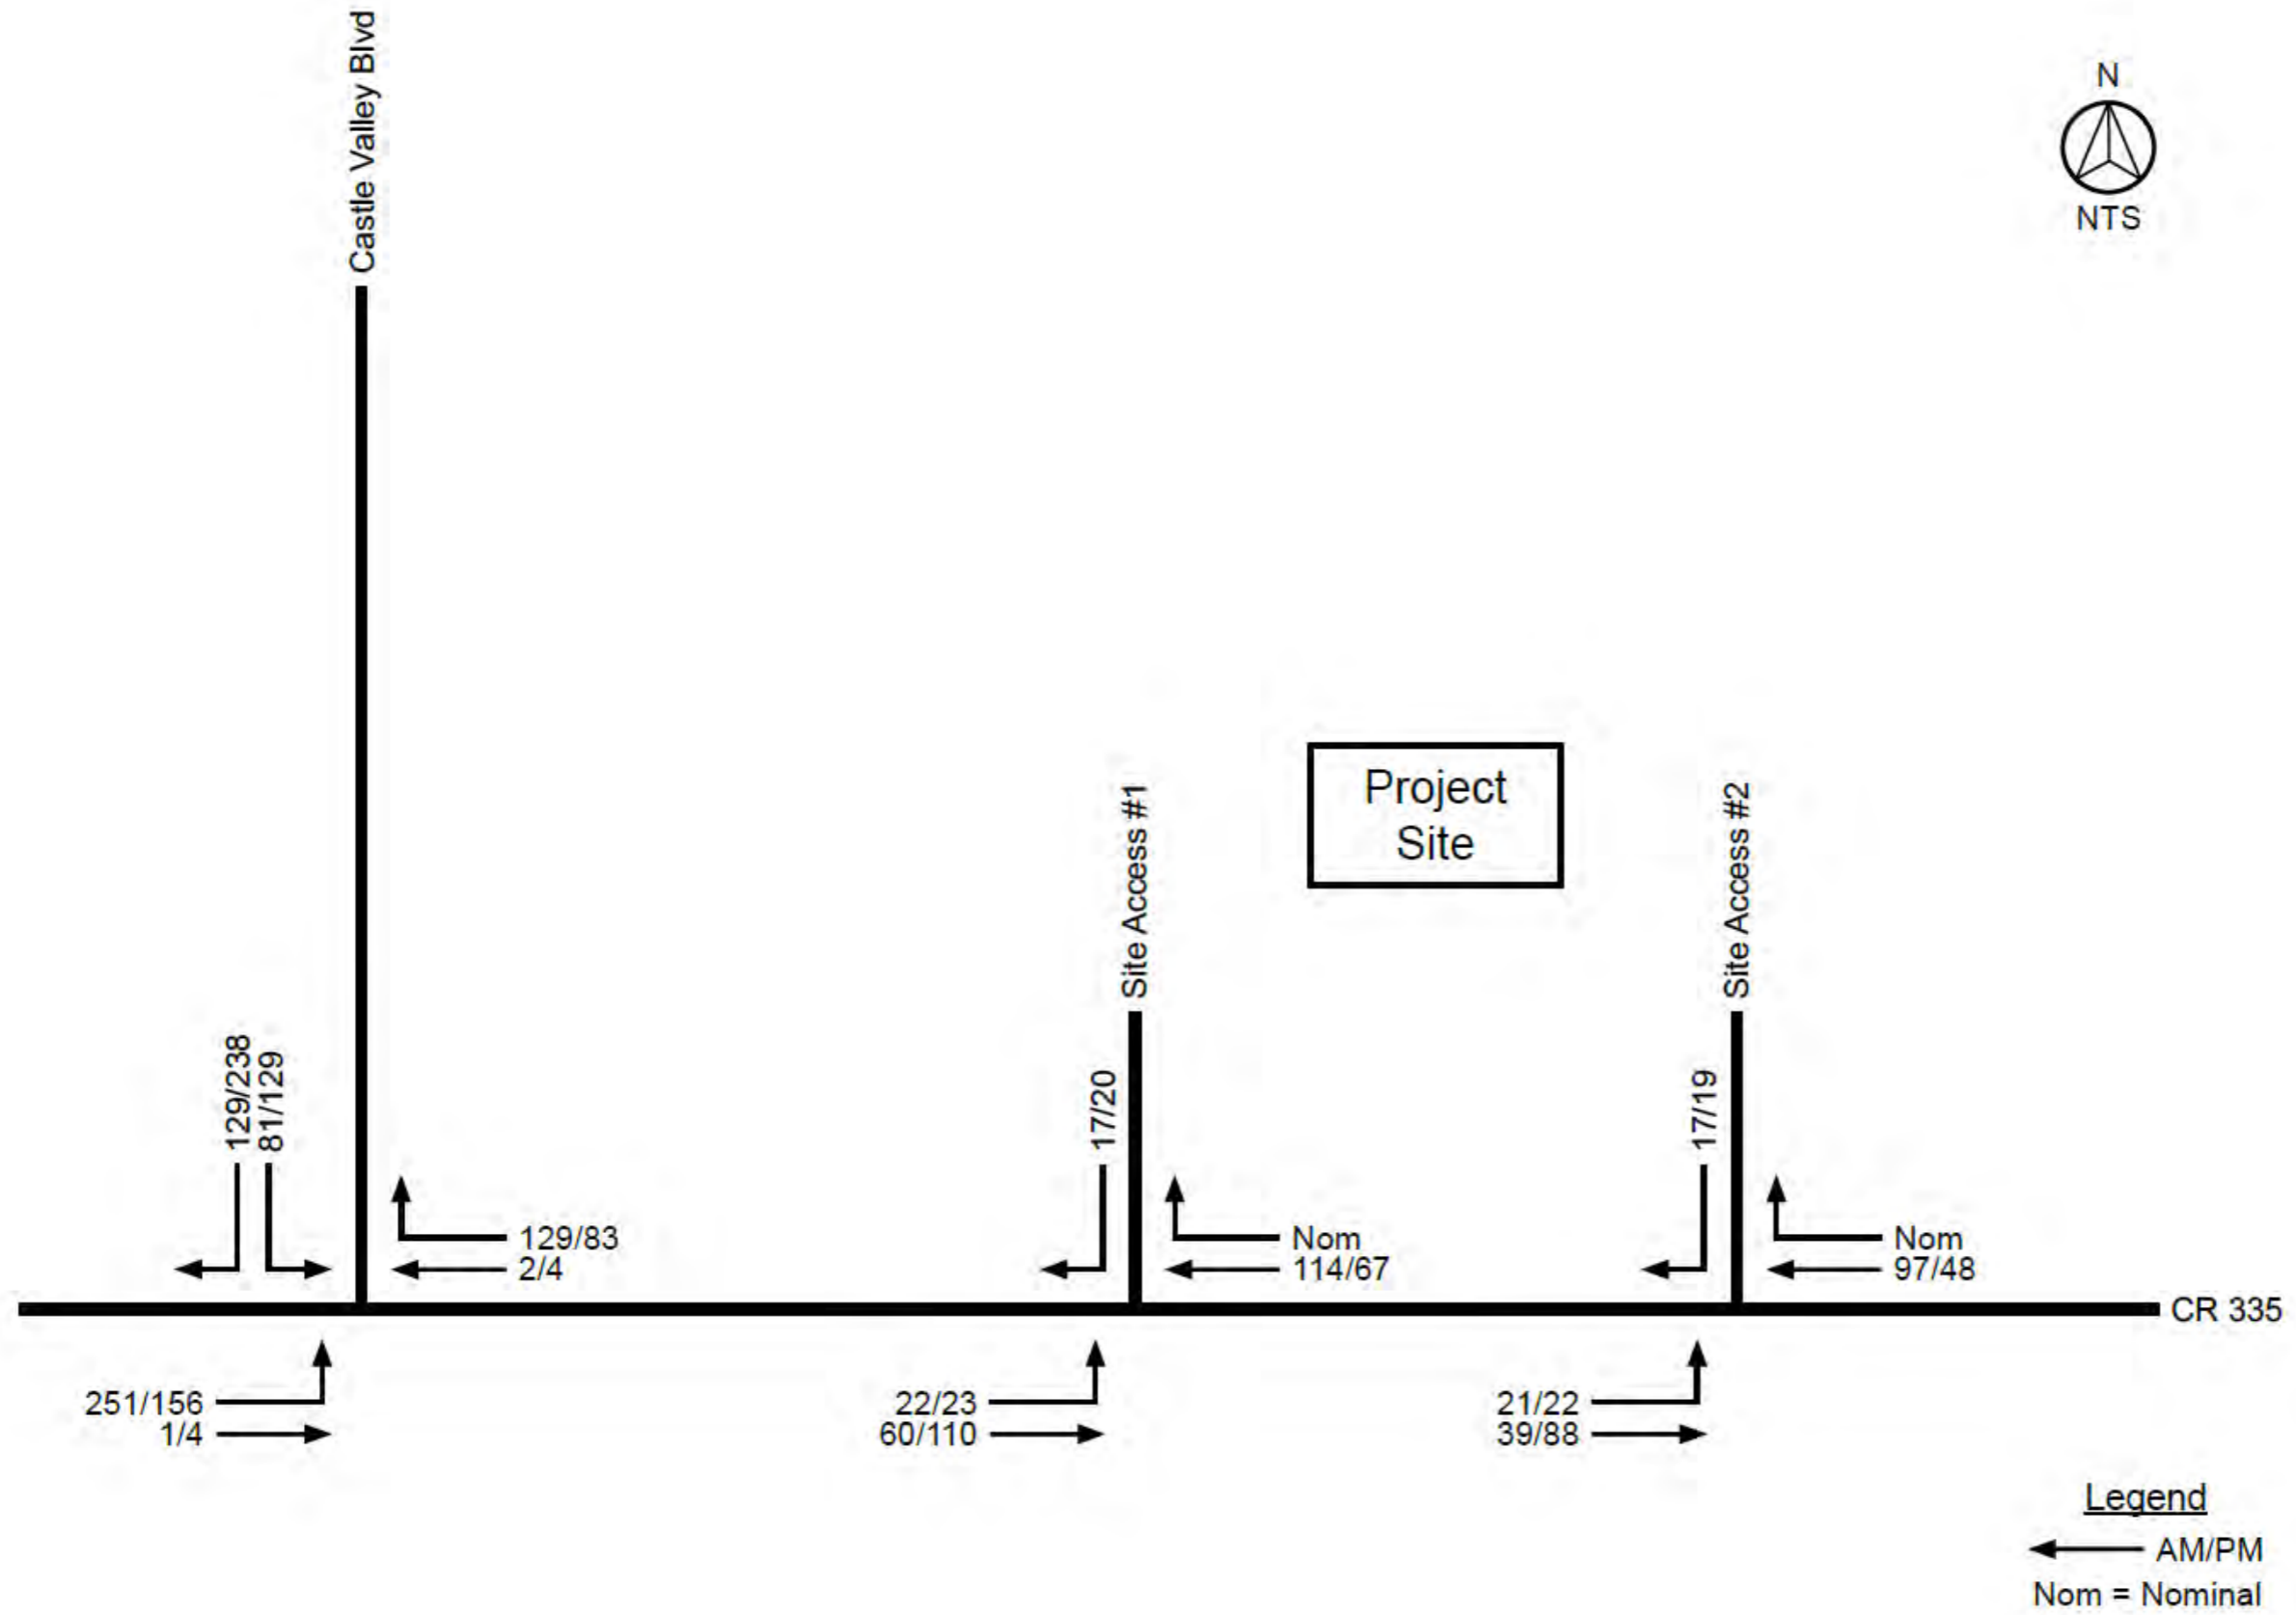 Castle Valley Blvd
N
NTS
Project
Site
Site Access #1
Site Access #2
129/238
81/129
129/83
2/4
17/20
Nom
114/67
17/19
Nom
97/48
CR 335
251/156
1/4
22/23
60/110
21/22
39/88
Legend
AM/PM
Nom = Nominal